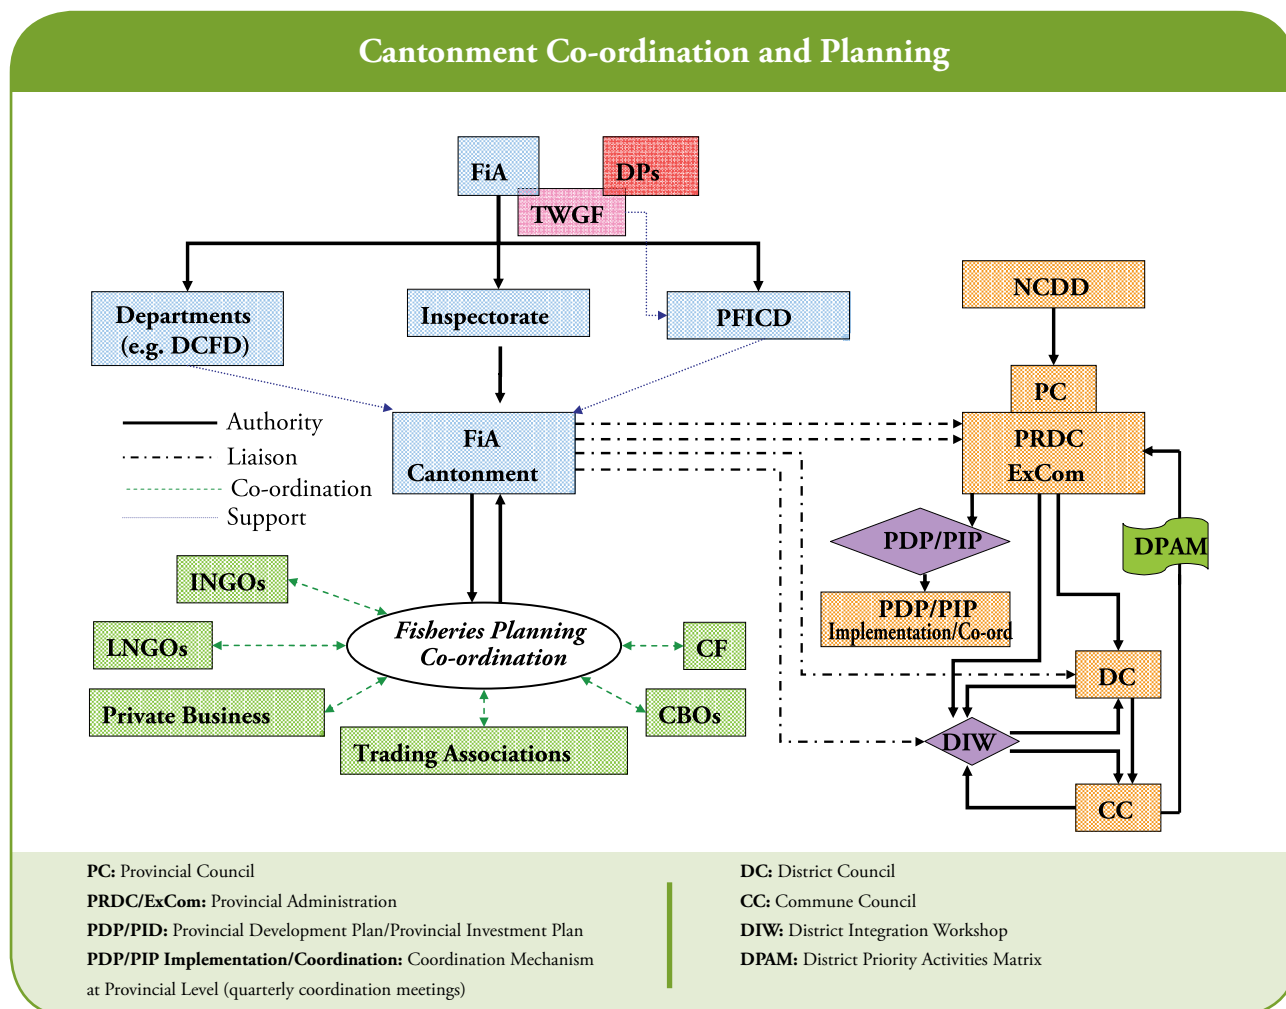 Cantonment Co-ordination and Planning
FiA
DPs
TWGF
Departments
(e.g. DCFD)
Inspectorate
PFICD
NCDD
PC
PRDC
ExCom
FiA
Cantonment
Authority
Liaison
Co-ordination
Support
PDP/PIP
DPAM
PDP/PIP
Implementation/Co-ord
INGOs
LNGOs
Private Business
Trading Associations
Fisheries Planning
Co-ordination
CF
CBOs
DC
DIW
CC
PC: Provincial Council
PRDC/ExCom: Provincial Administration
PDP/PID: Provincial Development Plan/Provincial Investment Plan
PDP/PIP Implementation/Coordination: Coordination Mechanism
at Provincial Level (quarterly coordination meetings)
DC: District Council
CC: Commune Council
DIW: District Integration Workshop
DPAM: District Priority Activities Matrix